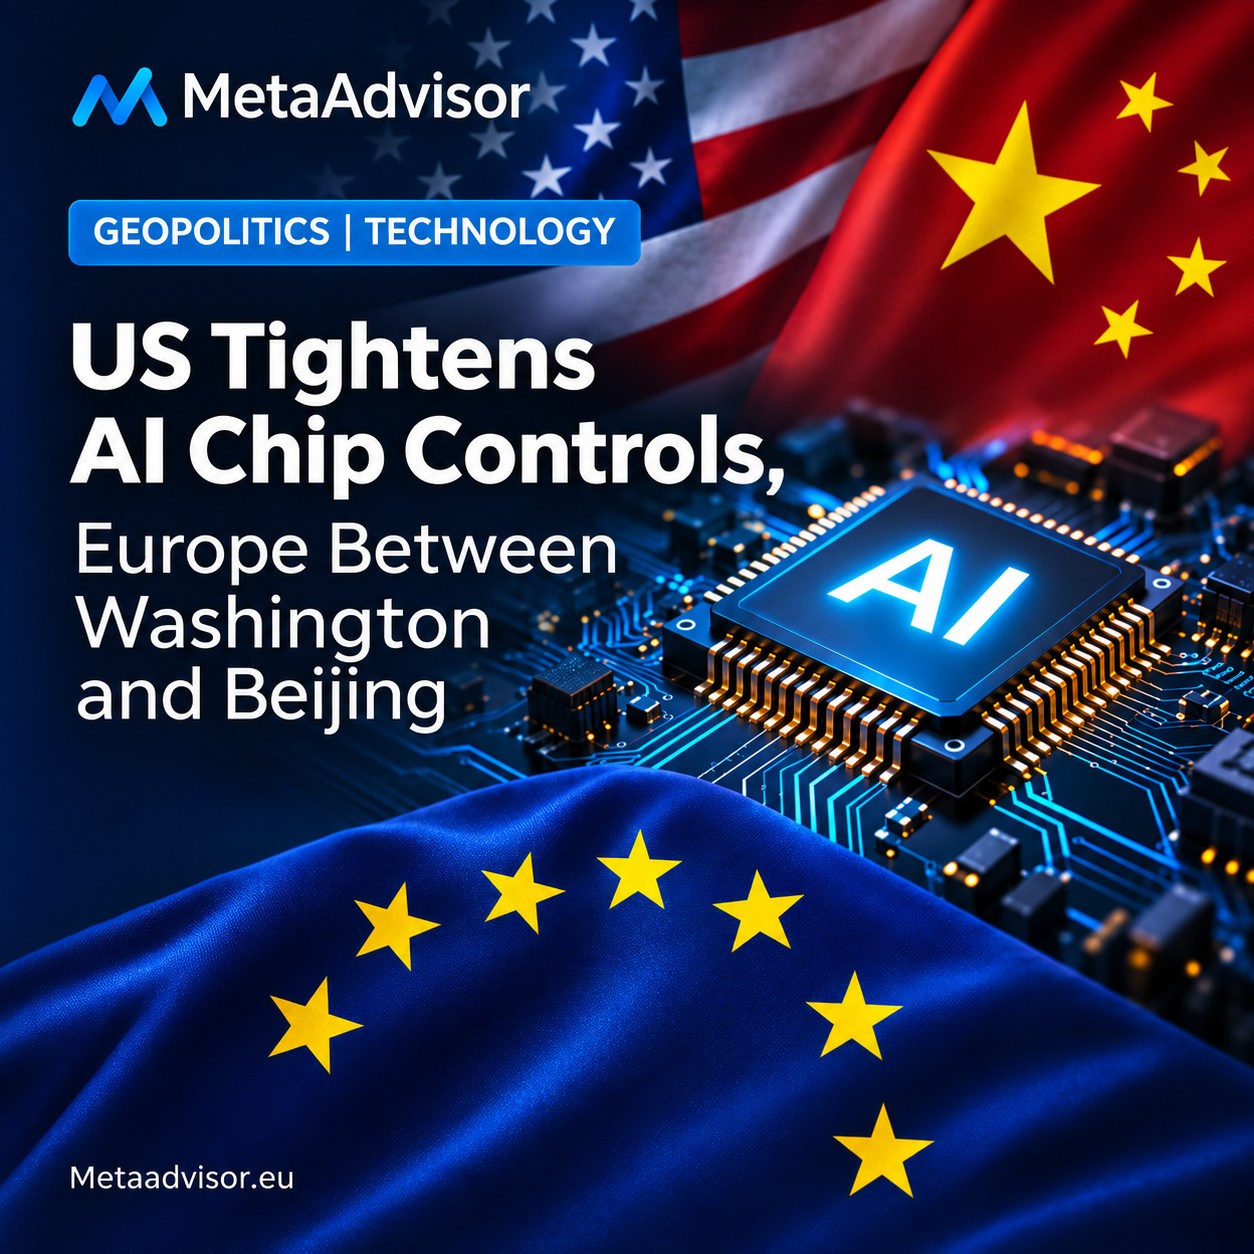 MetaAdvisor
GEOPOLITICS | TECHNOLOGY
US Tightens
AI Chip Controls,
Europe Between
Washington
and Beijing
AI
Metaadvisor.eu